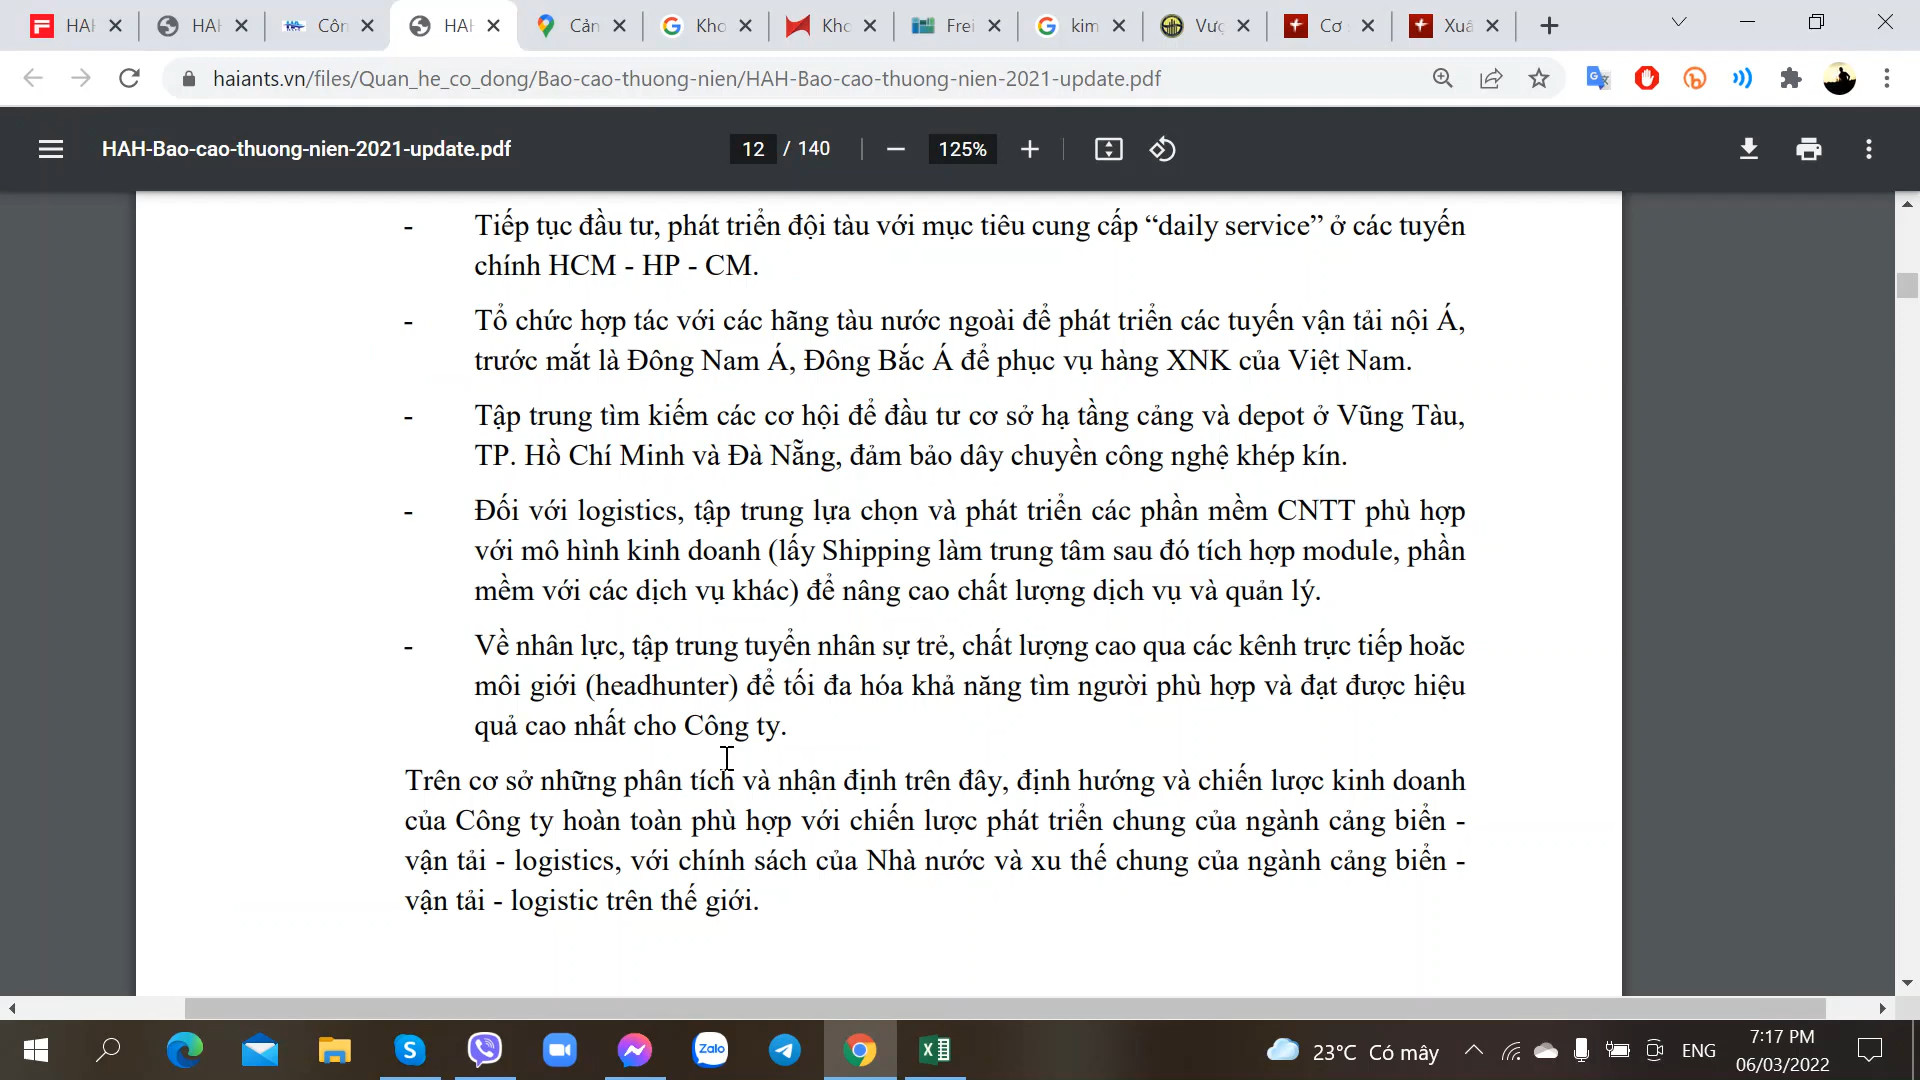 HAH
HAH
Côn
HAH
Cản
Kho
Kho
Frei
kim
Vượ
Cơ
Xuâ
haiants.vn/files/Quan_he_co_dong/Bao-cao-thuong-nien/HAH-Bao-cao-thuong-nien-2021-update.pdf
HAH-Bao-cao-thuong-nien-2021-update.pdf
12 / 140
125%
- Tiếp tục đầu tư, phát triển đội tàu với mục tiêu cung cấp “daily service” ở các tuyến
chính HCM - HP - CM.
- Tổ chức hợp tác với các hãng tàu nước ngoài để phát triển các tuyến vận tải nội Á,
trước mắt là Đông Nam Á, Đông Bắc Á để phục vụ hàng XNK của Việt Nam.
- Tập trung tìm kiếm các cơ hội để đầu tư cơ sở hạ tầng cảng và depot ở Vũng Tàu,
TP. Hồ Chí Minh và Đà Nẵng, đảm bảo dây chuyền công nghệ khép kín.
- Đối với logistics, tập trung lựa chọn và phát triển các phần mềm CNTT phù hợp
với mô hình kinh doanh (lấy Shipping làm trung tâm sau đó tích hợp module, phần
mềm với các dịch vụ khác) để nâng cao chất lượng dịch vụ và quản lý.
- Về nhân lực, tập trung tuyển nhân sự trẻ, chất lượng cao qua các kênh trực tiếp hoăc
môi giới (headhunter) để tối đa hóa khả năng tìm người phù hợp và đạt được hiệu
quả cao nhất cho Công ty.
Trên cơ sở những phân tích và nhận định trên đây, định hướng và chiến lược kinh doanh
của Công ty hoàn toàn phù hợp với chiến lược phát triển chung của ngành cảng biển -
vận tải - logistics, với chính sách của Nhà nước và xu thế chung của ngành cảng biển -
vận tải - logistic trên thế giới.
Zalo
23°C Có mây
ENG
7:17 PM
06/03/2022